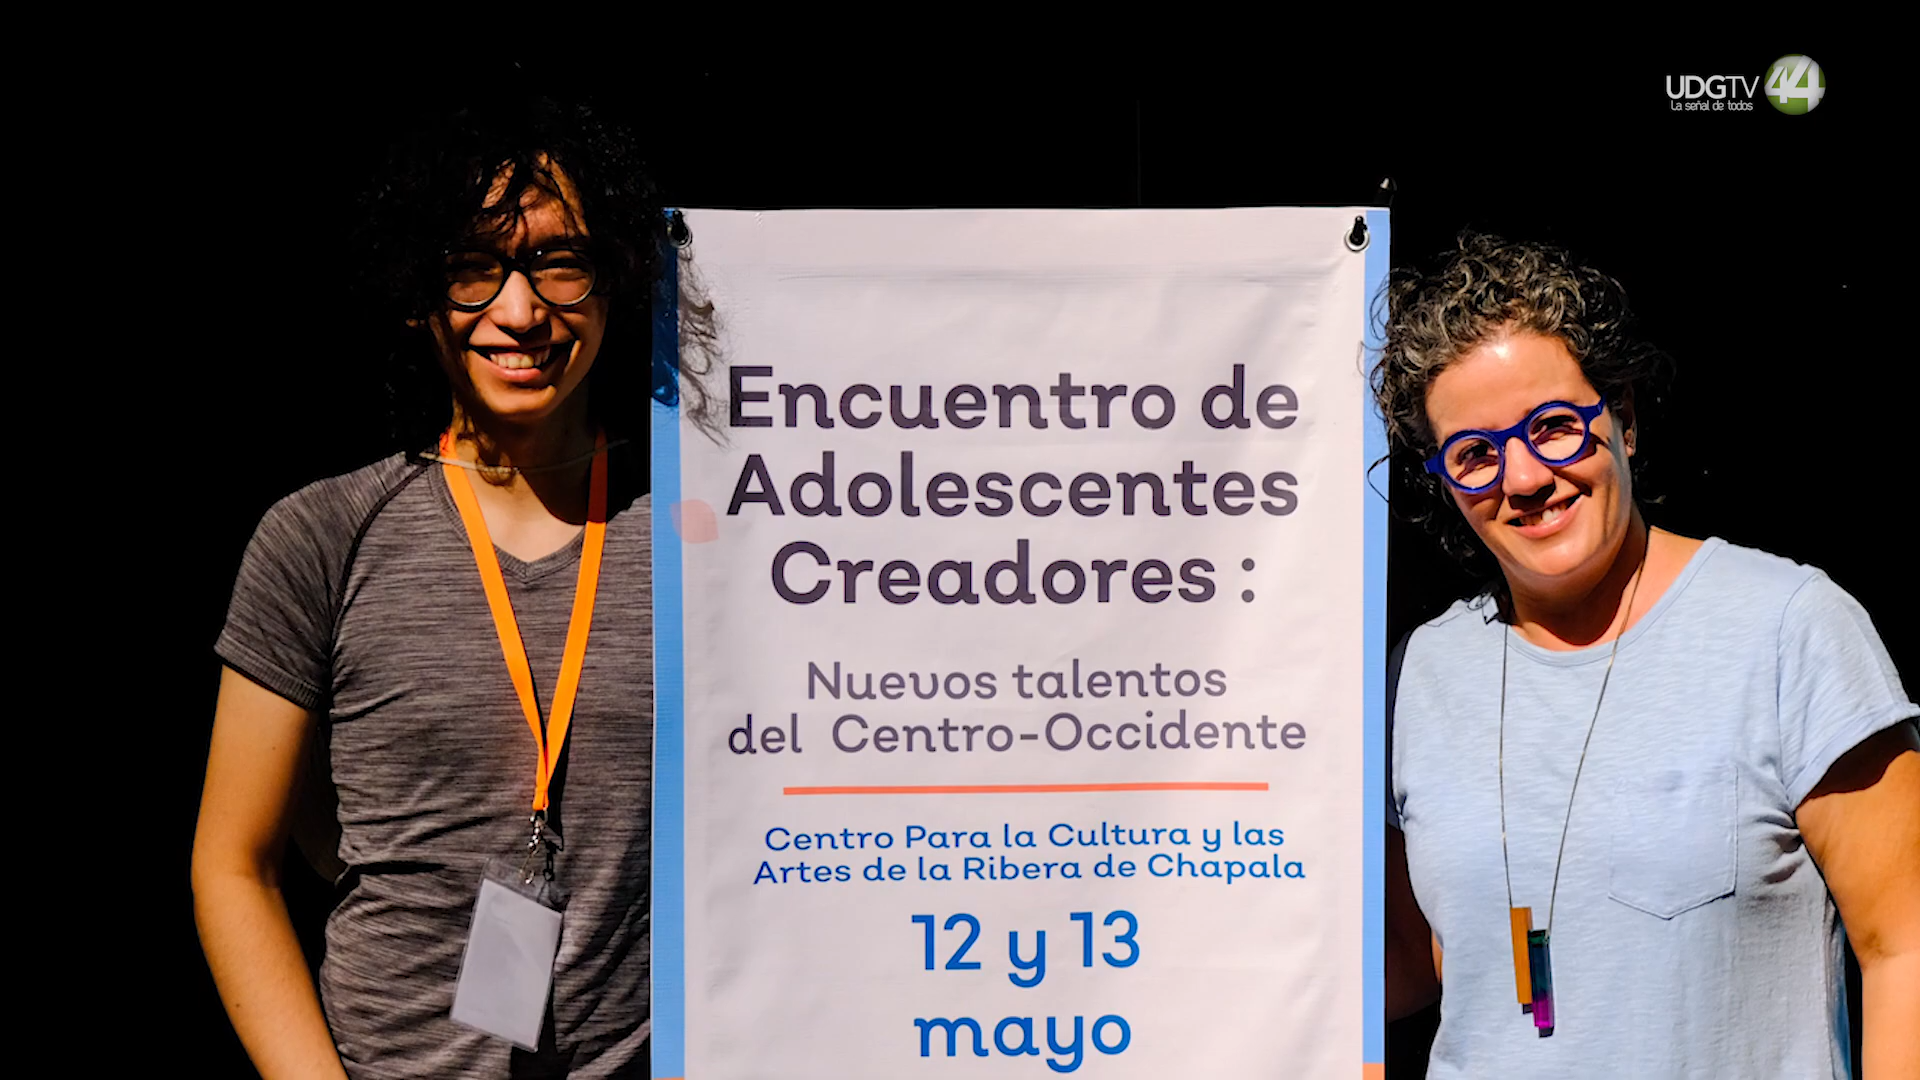 UDGTV 44
La señal de todos
Encuentro de
Adolescentes
Creadores :
Nuevos talentos
del Centro-Occidente
Centro Para la Cultura y las
Artes de la Ribera de Chapala
12 y 13
mayo